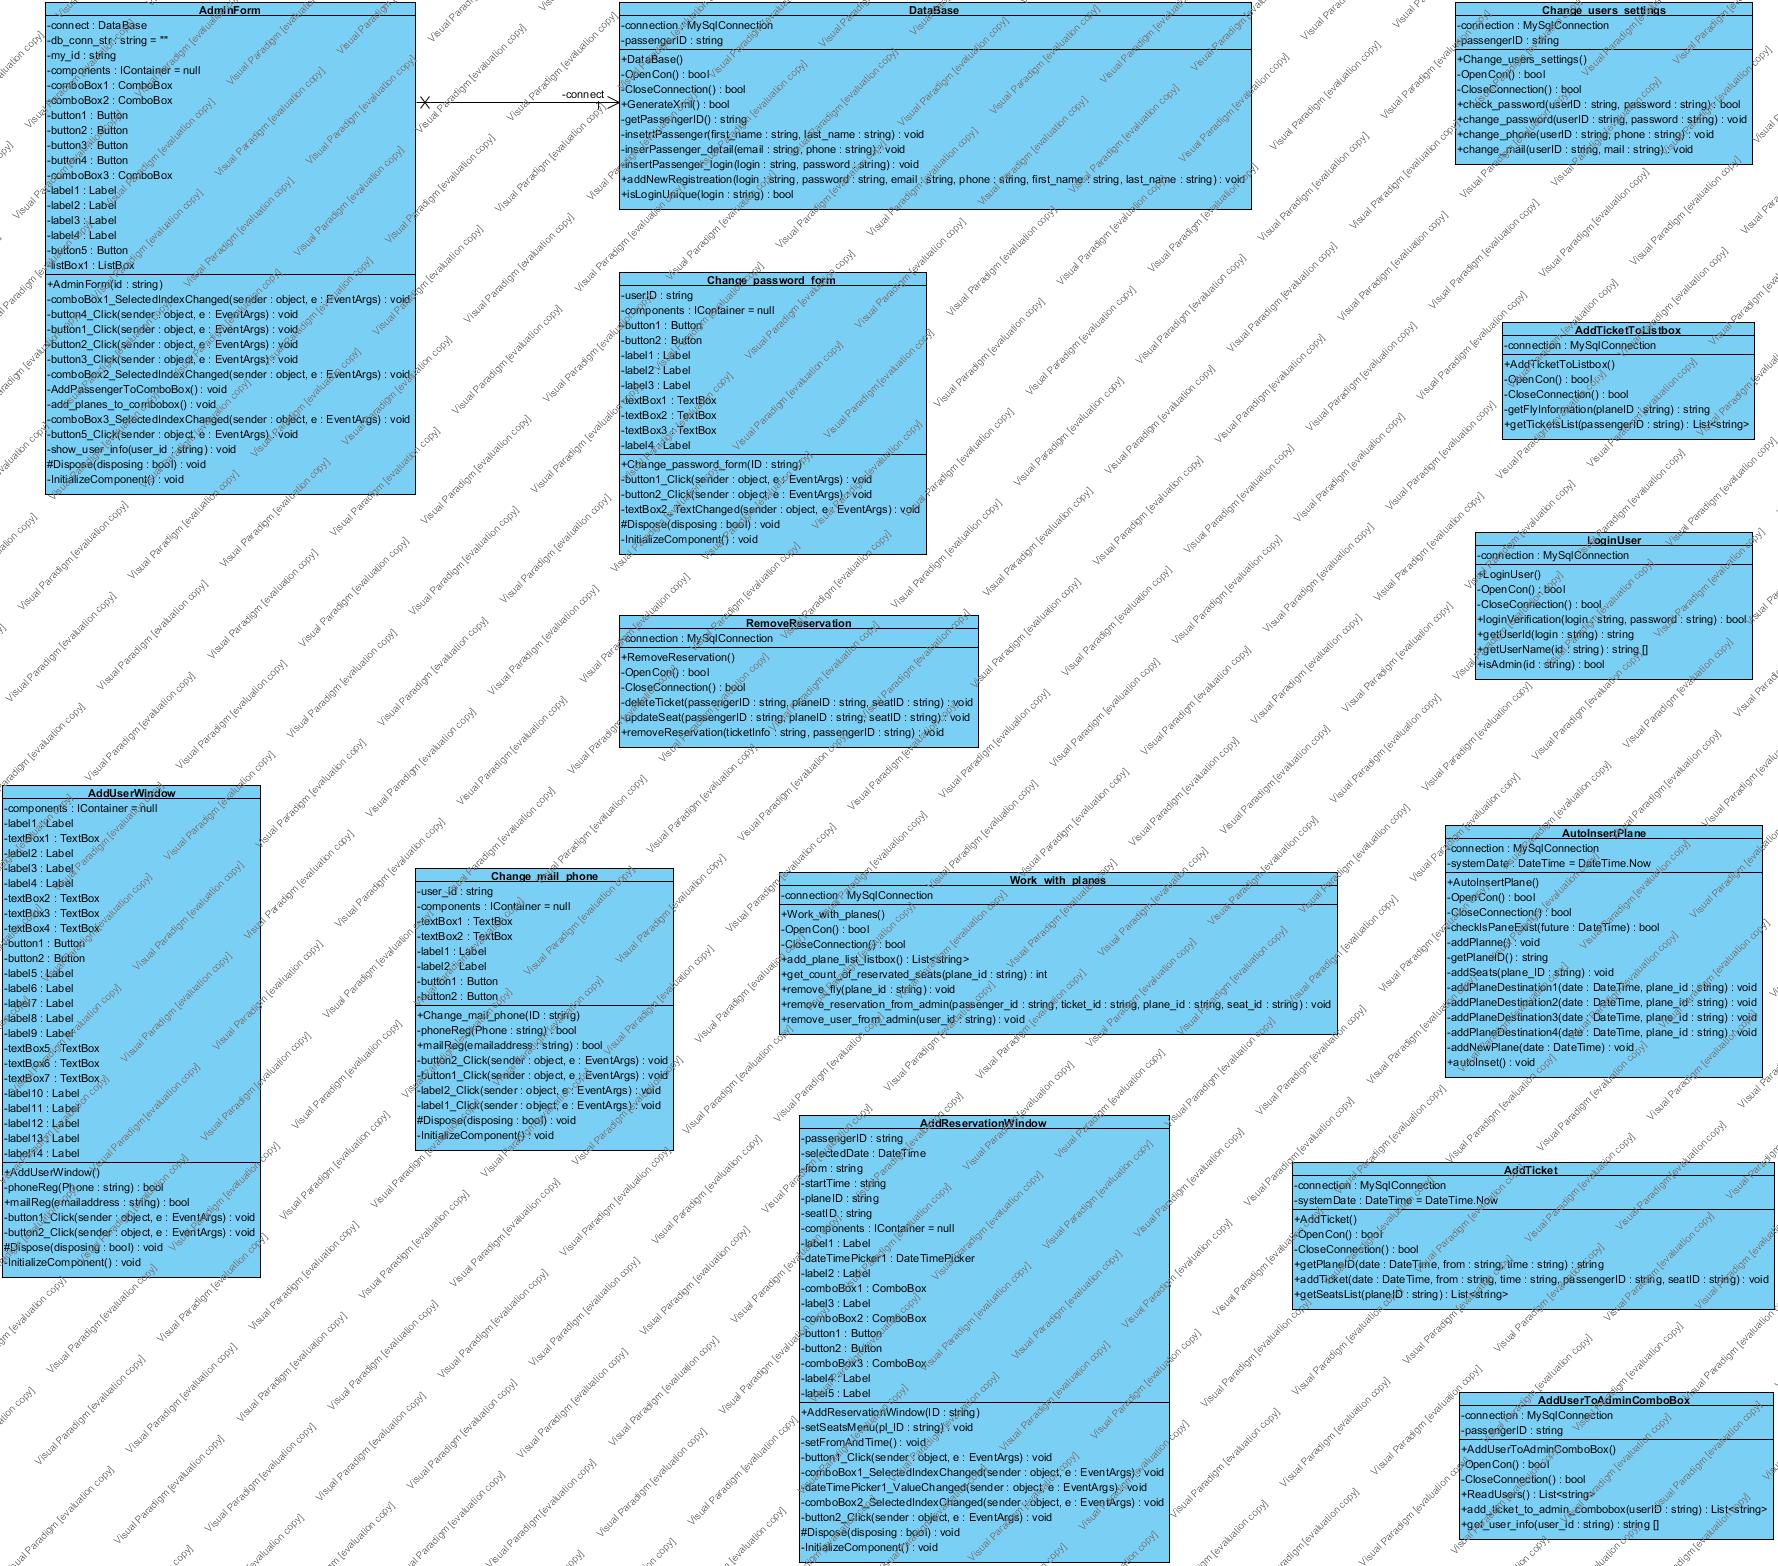 AdminForm
-connect : DataBase
-db_conn_str : string = ""
-my_id : string
-components : IContainer = null
-comboBox1 : ComboBox
-comboBox2 : ComboBox
-button1 : Button
-button2 : Button
-button3 : Button
-button4 : Button
-comboBox3 : ComboBox
-label1 : Label
-label2 : Label
-label3 : Label
-label4 : Label
-button5 : Button
-listBox1 : ListBox
+AdminForm(id : string)
-comboBox1_SelectedIndexChanged(sender : object, e : EventArgs) : void
-button4_Click(sender : object, e : EventArgs) : void
-button1_Click(sender : object, e : EventArgs) : void
-button2_Click(sender : object, e : EventArgs) : void
-button3_Click(sender : object, e : EventArgs) : void
-comboBox2_SelectedIndexChanged(sender : object, e : EventArgs) : void
-AddPassengerToComboBox() : void
-add_planes_to_combobox() : void
-comboBox3_SelectedIndexChanged(sender : object, e : EventArgs) : void
-button5_Click(sender : object, e : EventArgs) : void
-show_user_info(user_id : string) : void
#Dispose(disposing : bool) : void
-InitializeComponent() : void
-connect
DataBase
-connection : MySqlConnection
-passengerID : string
+DataBase()
-OpenCon() : bool
-CloseConnection() : bool
+GenerateXml() : bool
-getPassengerID() : string
-insetrtPassenger(first_name : string, last_name : string) : void
-inserPassenger_detail(email : string, phone : string) : void
-insertPassenger_login(login : string, password : string) : void
+addNewRegistreation(login : string, password : string, email : string, phone : string, first_name : string, last_name : string) : void
+isLoginUnique(login : string) : bool
Change_users_settings
-connection : MySqlConnection
-passengerID : string
+Change_users_settings()
-OpenCon() : bool
-CloseConnection() : bool
+check_password(userID : string, password : string) : bool
+change_password(userID : string, password : string) : void
+change_phone(userID : string, phone : string) : void
+change_mail(userID : string, mail : string) : void
Change_password_form
-userID : string
-components : IContainer = null
-button1 : Button
-button2 : Button
-label1 : Label
-label2 : Label
-label3 : Label
-textBox1 : TextBox
-textBox2 : TextBox
-textBox3 : TextBox
-label4 : Label
+Change_password_form(ID : string)
-button1_Click(sender : object, e : EventArgs) : void
-button2_Click(sender : object, e : EventArgs) : void
-textBox2_TextChanged(sender : object, e : EventArgs) : void
#Dispose(disposing : bool) : void
-InitializeComponent() : void
AddTicketToListbox
-connection : MySqlConnection
+AddTicketToListbox()
-OpenCon() : bool
-CloseConnection() : bool
-getFlyInformation(planeID : string) : string
+getTicketsList(passengerID : string) : List<string>
LoginUser
-connection : MySqlConnection
+LoginUser()
-OpenCon() : bool
-CloseConnection() : bool
+loginVerification(login : string, password : string) : bool
+getUserId(login : string) : string
+getUserName(id : string) : string []
+isAdmin(id : string) : bool
RemoveReservation
-connection : MySqlConnection
+RemoveReservation()
-OpenCon() : bool
-CloseConnection() : bool
-deleteTicket(passengerID : string, planeID : string, seatID : string) : void
-updateSeat(passengerID : string, planeID : string, seatID : string) : void
+removeReservation(ticketInfo : string, passengerID : string) : void
AddUserWindow
-components : IContainer = null
-label1 : Label
-textBox1 : TextBox
-label2 : Label
-label3 : Label
-label4 : Label
-textBox2 : TextBox
-textBox3 : TextBox
-textBox4 : TextBox
-button1 : Button
-button2 : Button
-label5 : Label
-label6 : Label
-label7 : Label
-label8 : Label
-label9 : Label
-textBox5 : TextBox
-textBox6 : TextBox
-textBox7 : TextBox
-label10 : Label
-label11 : Label
-label12 : Label
-label13 : Label
-label14 : Label
+AddUserWindow()
-phoneReg(Phone : string) : bool
+mailReg(emailaddress : string) : bool
-button1_Click(sender : object, e : EventArgs) : void
-button2_Click(sender : object, e : EventArgs) : void
#Dispose(disposing : bool) : void
-InitializeComponent() : void
Change_mail_phone
-user_id : string
-components : IContainer = null
-textBox1 : TextBox
-textBox2 : TextBox
-label1 : Label
-label2 : Label
-button1 : Button
-button2 : Button
+Change_mail_phone(ID : string)
-phoneReg(Phone : string) : bool
+mailReg(emailaddress : string) : bool
-button2_Click(sender : object, e : EventArgs) : void
-button1_Click(sender : object, e : EventArgs) : void
-label2_Click(sender : object, e : EventArgs) : void
-label1_Click(sender : object, e : EventArgs) : void
#Dispose(disposing : bool) : void
-InitializeComponent() : void
Work_with_planes
-connection : MySqlConnection
+Work_with_planes()
-OpenCon() : bool
-CloseConnection() : bool
+add_plane_list_listbox() : List<string>
+get_count_of_reservated_seats(plane_id : string) : int
+remove_fly(plane_id : string) : void
+remove_reservation_from_admin(passenger_id : string, ticket_id : string, plane_id : string, seat_id : string) : void
+remove_user_from_admin(user_id : string) : void
AutoInsertPlane
-connection : MySqlConnection
-systemDate : DateTime = DateTime.Now
+AutoInsertPlane()
-OpenCon() : bool
-CloseConnection() : bool
-checkIsPaneExist(future : DateTime) : bool
-addPlanne() : void
-getPlaneID() : string
-addSeats(plane_ID : string) : void
-addPlaneDestination1(date : DateTime, plane_id : string) : void
-addPlaneDestination2(date : DateTime, plane_id : string) : void
-addPlaneDestination3(date : DateTime, plane_id : string) : void
-addPlaneDestination4(date : DateTime, plane_id : string) : void
-addNewPlane(date : DateTime) : void
+autoInset() : void
AddReservationWindow
-passengerID : string
-selectedDate : DateTime
-from : string
-startTime : string
-planeID : string
-seatID : string
-components : IContainer = null
-label1 : Label
-dateTimePicker1 : DateTimePicker
-label2 : Label
-comboBox1 : ComboBox
-label3 : Label
-comboBox2 : ComboBox
-button1 : Button
-button2 : Button
-comboBox3 : ComboBox
-label4 : Label
-label5 : Label
+AddReservationWindow(ID : string)
-setSeatsMenu(pl_ID : string) : void
-setFromAndTime() : void
-button1_Click(sender : object, e : EventArgs) : void
-comboBox1_SelectedIndexChanged(sender : object, e : EventArgs) : void
-dateTimePicker1_ValueChanged(sender : object, e : EventArgs) : void
-comboBox2_SelectedIndexChanged(sender : object, e : EventArgs) : void
-button2_Click(sender : object, e : EventArgs) : void
#Dispose(disposing : bool) : void
-InitializeComponent() : void
AddTicket
-connection : MySqlConnection
-systemDate : DateTime = DateTime.Now
+AddTicket()
-OpenCon() : bool
-CloseConnection() : bool
+getPlaneID(date : DateTime, from : string, time : string) : string
+addTicket(date : DateTime, from : string, time : string, passengerID : string, seatID : string) : void
+getSeatsList(planeID : string) : List<string>
AddUserToAdminComboBox
-connection : MySqlConnection
-passengerID : string
+AddUserToAdminComboBox()
-OpenCon() : bool
-CloseConnection() : bool
+ReadUsers() : List<string>
+add_ticket_to_admin_combobox(userID : string) : List<string>
+get_user_info(user_id : string) : string []
Visual Paradigm [evaluation copy]